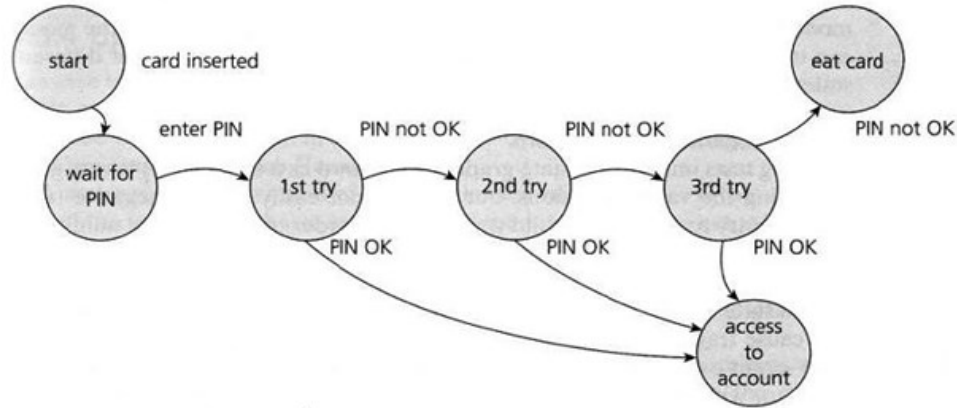 start
card inserted
eat card
enter PIN
PIN not OK
PIN not OK
PIN not OK
wait for
PIN
1st try
2nd try
3rd try
PIN OK
PIN OK
PIN OK
access
to
account